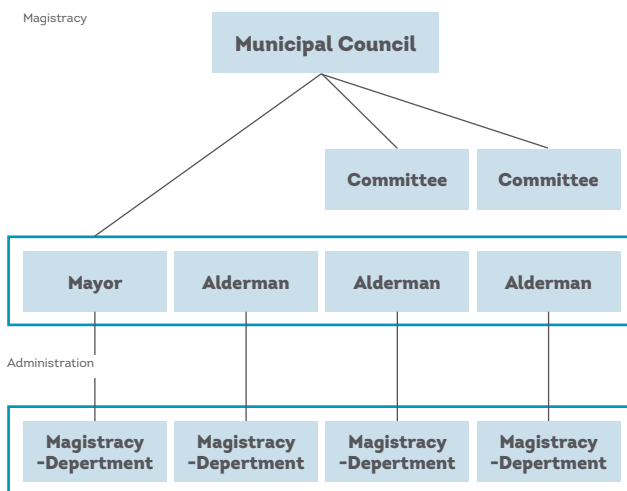 Magistracy
Municipal Council
Committee
Committee
Mayor
Alderman
Alderman
Alderman
Administration
Magistracy
-Depertment
Magistracy
-Depertment
Magistracy
-Depertment
Magistracy
-Depertment